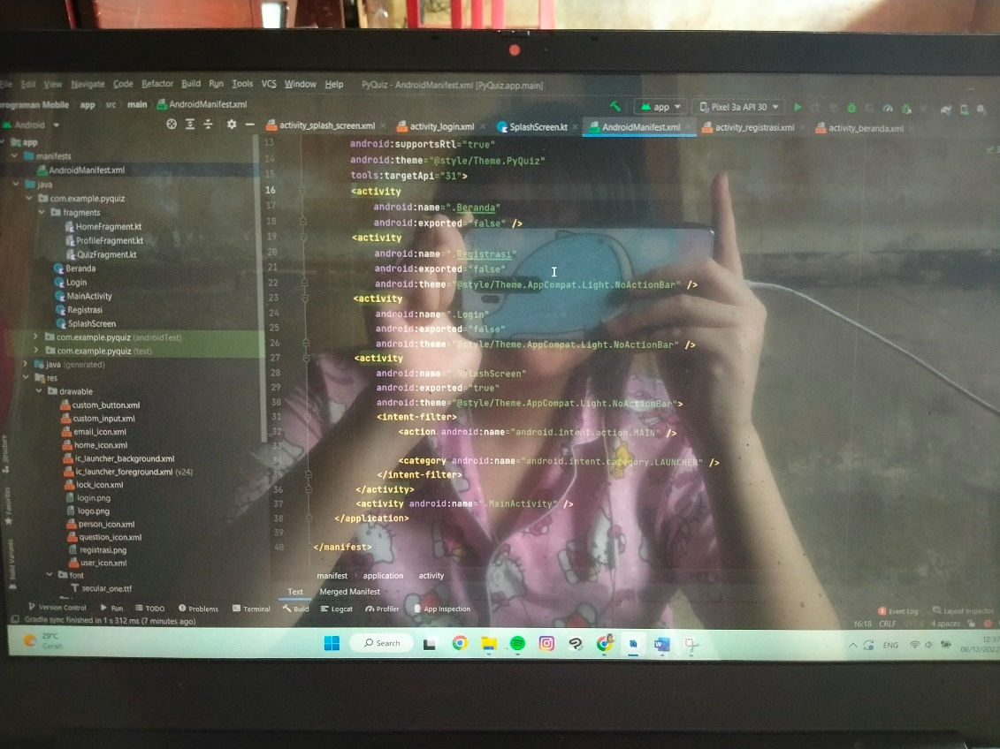 File Edit View Navigate Code Refactor Build Run Tools VCS Window Help PyQuiz - AndroidManifest.xml [PyQuiz.app.main]
Mobile app src main AndroidManifest.xml
app Pixel 3a API 30
Android
activity_splash_screen.xml activity_login.xml SplashScreen.kt AndroidManifest.xml activity_registrasi.xml activity_beranda.xml
app
manifests
AndroidManifest.xml
java
com.example.pyquiz
fragments
HomeFragment.kt
ProfileFragment.kt
QuizFragment.kt
Beranda
Login
MainActivity
Registrasi
SplashScreen
com.example.pyquiz (androidTest)
com.example.pyquiz (test)
java (generated)
res
drawable
custom_button.xml
custom_input.xml
email_icon.xml
home_icon.xml
ic_launcher_background.xml
ic_launcher_foreground.xml (v24)
lock_icon.xml
login.png
logo.png
person_icon.xml
question_icon.xml
registrasi.png
user_icon.xml
font
secular_one.ttf
13 android:supportsRtl="true"
14 android:theme="@style/Theme.PyQuiz"
15 tools:targetApi="31">
16 <activity
17 android:name=".Beranda"
18 android:exported="false" />
19 <activity
20 android:name=".Registrasi"
21 android:exported="false"
22 android:theme="@style/Theme.AppCompat.Light.NoActionBar" />
23 <activity
24 android:name=".Login"
25 android:exported="false"
26 android:theme="@style/Theme.AppCompat.Light.NoActionBar" />
27 <activity
28 android:name=".SplashScreen"
29 android:exported="true"
30 android:theme="@style/Theme.AppCompat.Light.NoActionBar">
31 <intent-filter>
32 <action android:name="android.intent.action.MAIN" />
33
34 <category android:name="android.intent.category.LAUNCHER" />
35 </intent-filter>
36 </activity>
37 <activity android:name=".MainActivity" />
38 </application>
39
40 </manifest>
manifest application activity
Text Merged Manifest
Structure
Favorites
Build Variants
Version Control Run TODO Problems Terminal Build Logcat Profiler App Inspection Event Log Layout Inspector
Gradle sync finished in 1 s 312 ms (7 minutes ago) 16:18 CRLF UTF-8 4 spaces
29°C
Cerah
Search
ENG
12:37
06/12/2022